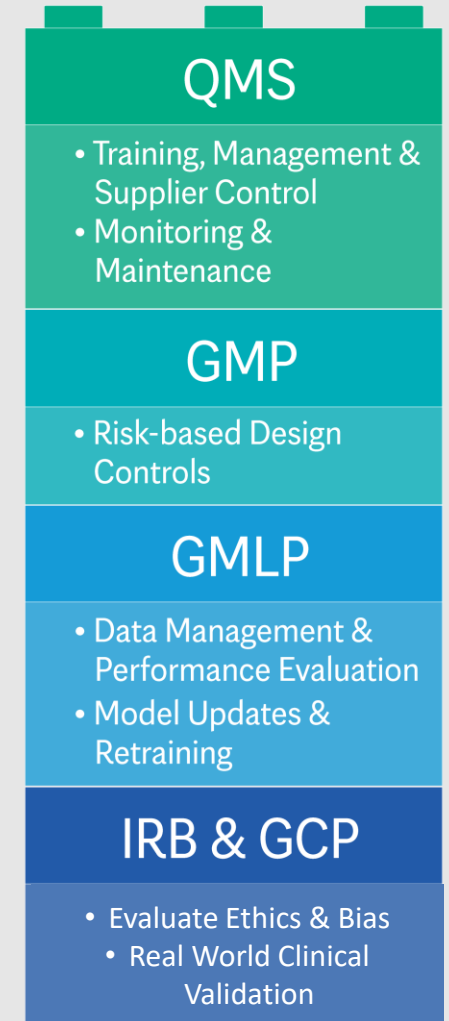 QMS
• Training, Management &
Supplier Control
• Monitoring &
Maintenance
GMP
• Risk-based Design
Controls
GMLP
• Data Management &
Performance Evaluation
• Model Updates &
Retraining
IRB & GCP
• Evaluate Ethics & Bias
• Real World Clinical
Validation